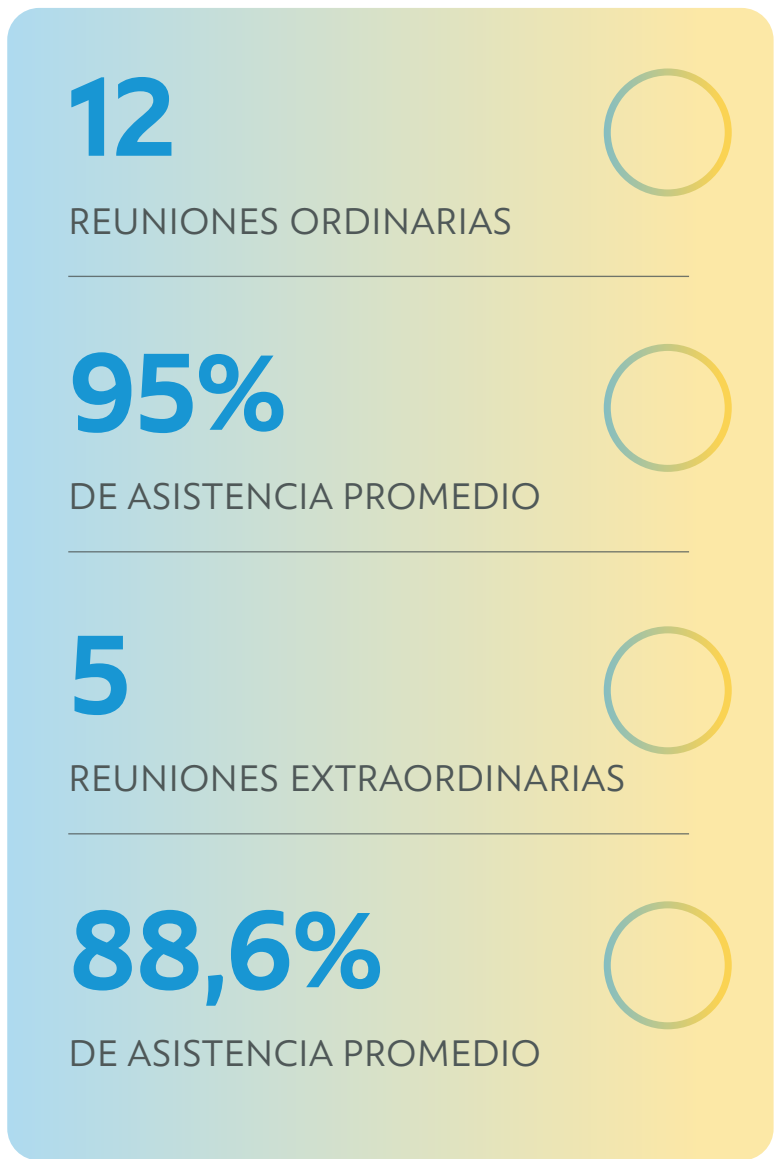 12
REUNIONES ORDINARIAS
95%
DE ASISTENCIA PROMEDIO
5
REUNIONES EXTRAORDINARIAS
88,6%
DE ASISTENCIA PROMEDIO